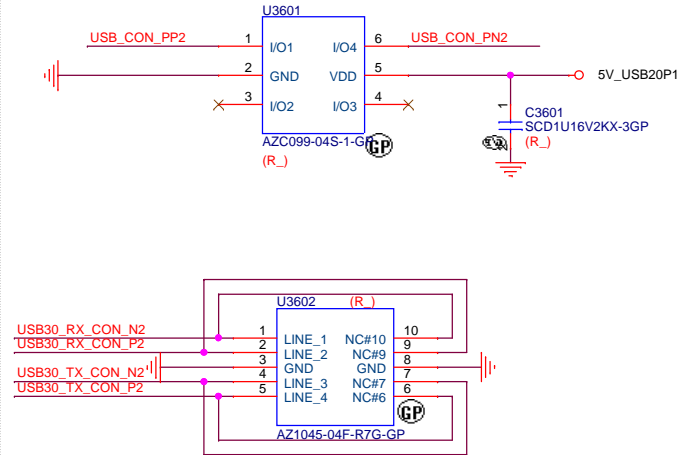 U3601
USB_CON_PP2 1 I/O1 I/O4 6 USB_CON_PN2
2 GND VDD 5 5V_USB20P1
3 I/O2 I/O3 4
1 C3601
SCD1U16V2KX-3GP
AZC099-04S-1-GP GP
(R_)
2 (R_)
U3602 (R_)
USB30_RX_CON_N2 1 LINE_1 NC#10 10
USB30_RX_CON_P2 2 LINE_2 NC#9 9
3 GND GND 8
USB30_TX_CON_N2 4 LINE_3 NC#7 7
USB30_TX_CON_P2 5 LINE_4 NC#6 6
GP
AZ1045-04F-R7G-GP